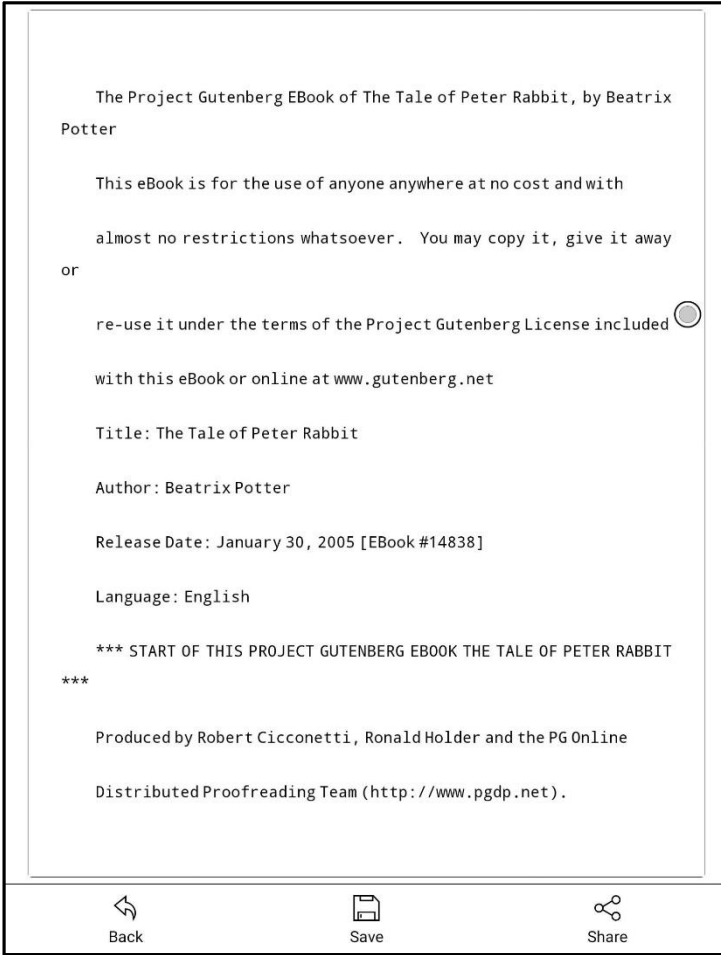 The Project Gutenberg EBook of The Tale of Peter Rabbit, by Beatrix
Potter
This eBook is for the use of anyone anywhere at no cost and with
almost no restrictions whatsoever.  You may copy it, give it away
or
re-use it under the terms of the Project Gutenberg License included
with this eBook or online at www.gutenberg.net
Title: The Tale of Peter Rabbit
Author: Beatrix Potter
Release Date: January 30, 2005 [EBook #14838]
Language: English
*** START OF THIS PROJECT GUTENBERG EBOOK THE TALE OF PETER RABBIT
***
Produced by Robert Cicconetti, Ronald Holder and the PG Online
Distributed Proofreading Team (http://www.pgdp.net).
Back Save Share